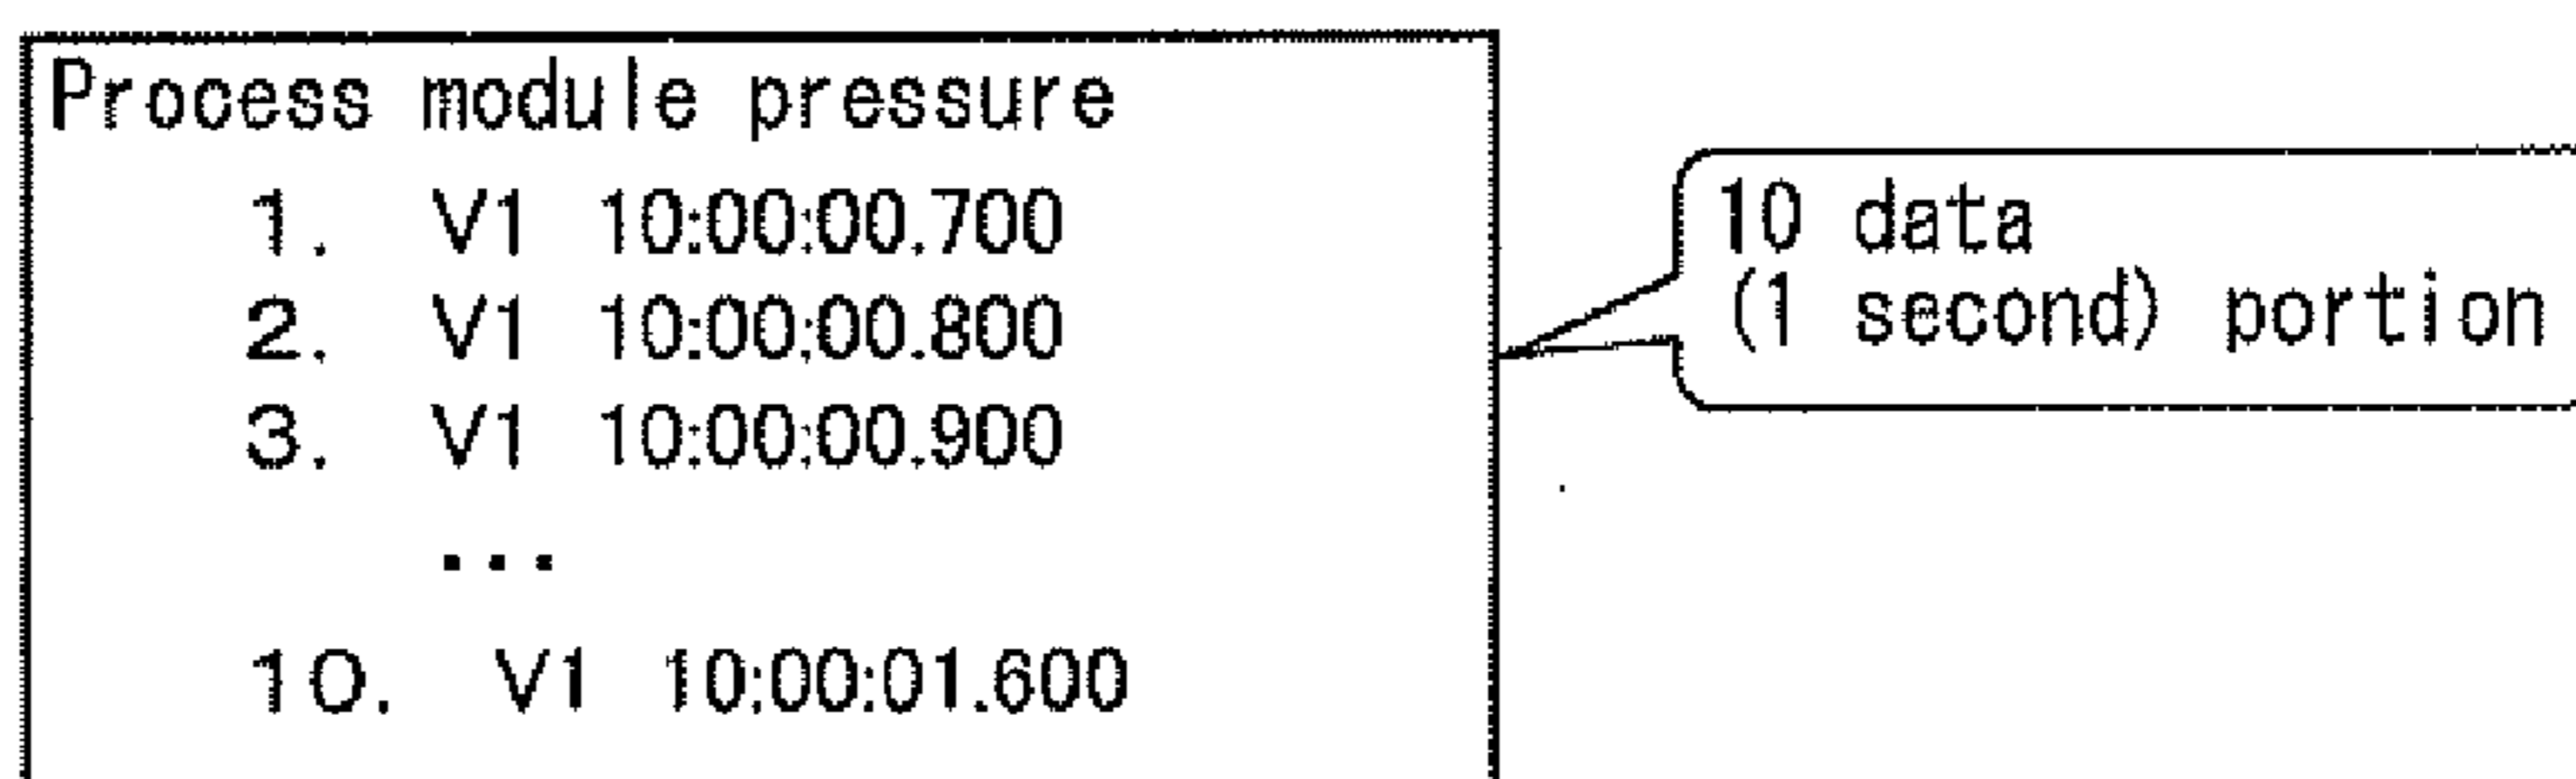 Process module pressure
1. V1 10:00:00.700
2. V1 10:00:00.800
3. V1 10:00:00.900
...
10. V1 10:00:01.600
10 data
(1 second) portion